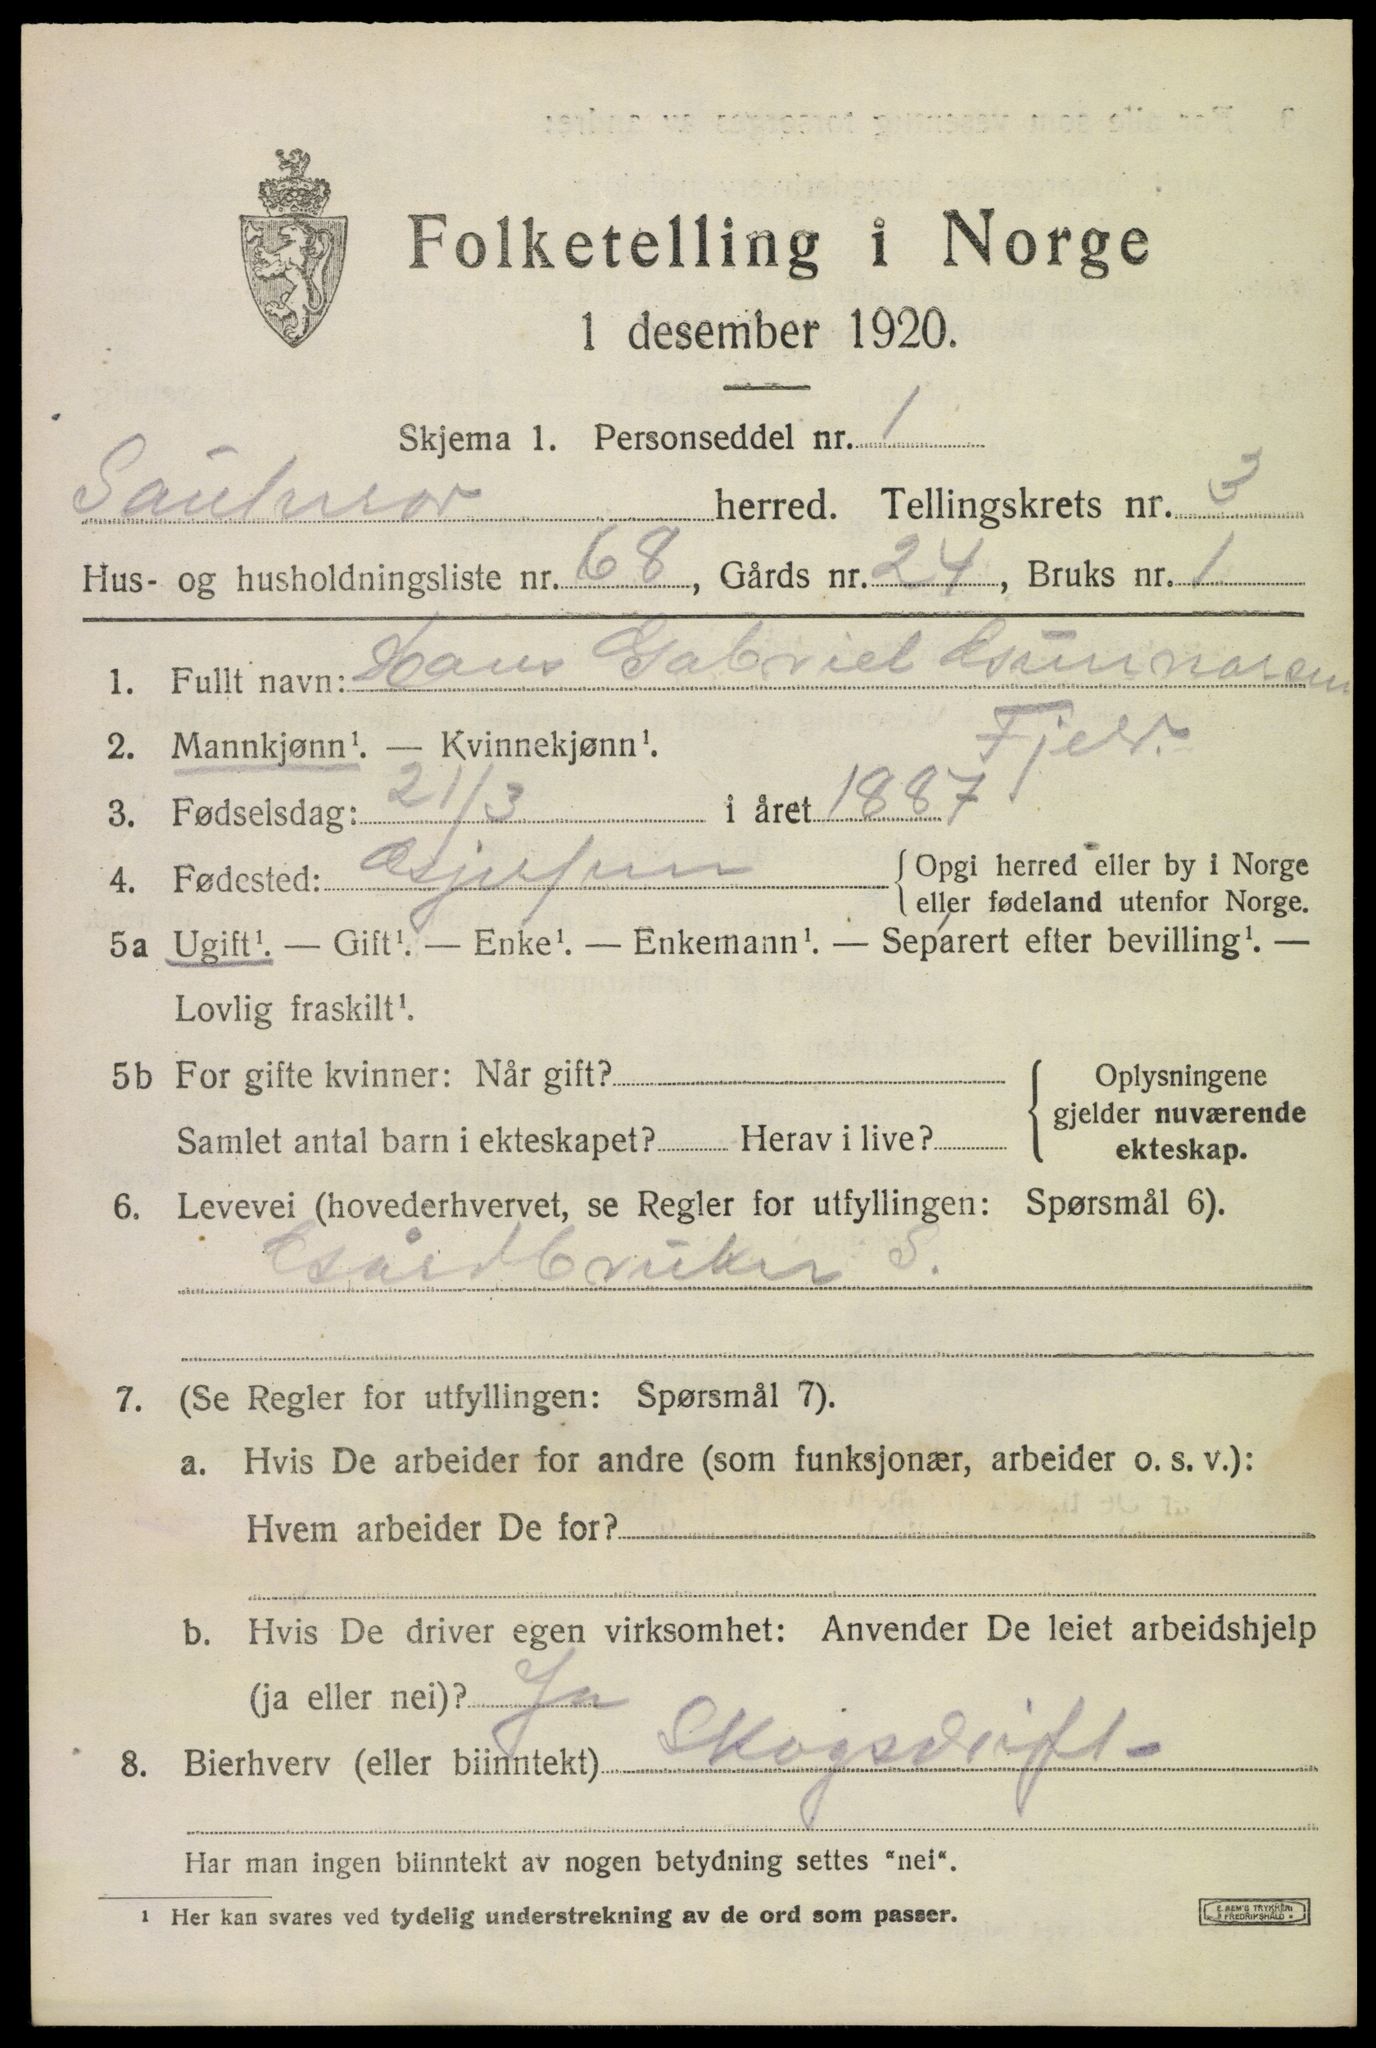 Folketelling i Norge
1 desember 1920.
Skjema 1. Personseddel nr. 1
herred. Tellingskrets nr. 3
Hus- og husholdningsliste nr. 68, Gårds nr. 24, Bruks nr. 1
1. Fullt navn: Hans Gabriel Gunnarsen
Fjeld.
2. Mannkjønn¹. — Kvinnekjønn¹.
3. Fødselsdag: 21/3 i året 1887
4. Fødested: Gjerstad { Opgi herred eller by i Norge
eller fødeland utenfor Norge.
5a Ugift¹. — Gift¹. — Enke¹. — Enkemann¹. — Separert efter bevilling¹. —
Lovlig fraskilt¹.
5b For gifte kvinner: Når gift? { Oplysningene
gjelder nuværende
Samlet antal barn i ekteskapet? Herav i live?
ekteskap.
6. Levevei (hovederhvervet, se Regler for utfyllingen: Spørsmål 6).
Gårdbruker S.
7. (Se Regler for utfyllingen: Spørsmål 7).
a. Hvis De arbeider for andre (som funksjonær, arbeider o. s. v.):
Hvem arbeider De for?
b. Hvis De driver egen virksomhet: Anvender De leiet arbeidshjelp
(ja eller nei)? Ja
8. Bierhverv (eller biinntekt) Skogsdrift-
Har man ingen biinntekt av nogen betydning settes "nei".
¹ Her kan svares ved tydelig understrekning av de ord som passer.
E. SEM'S TRYKKERI
FREDRIKSHALD